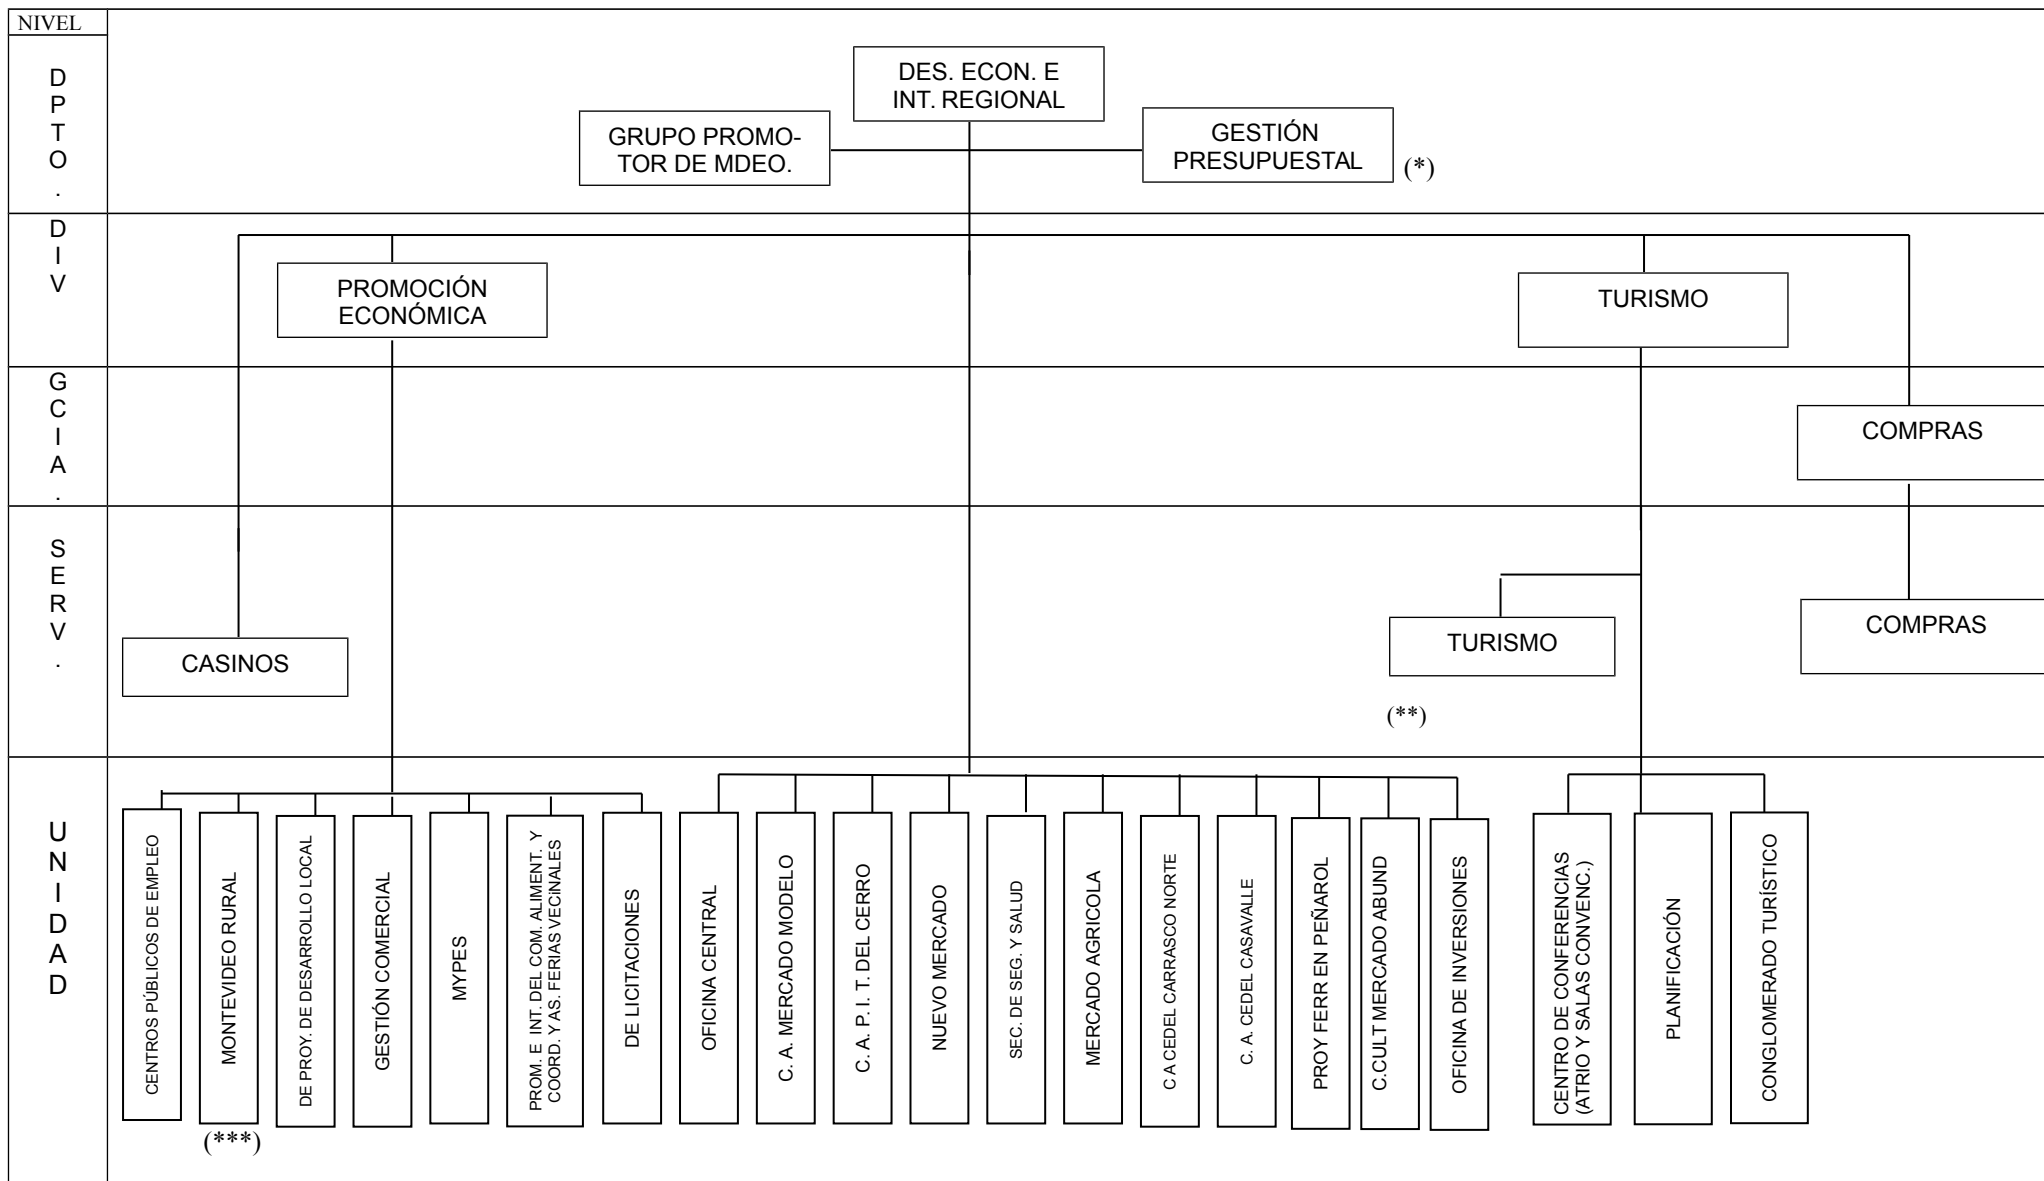 NIVEL
D
P
T
O
.
DES. ECON. E
INT. REGIONAL
GRUPO PROMO-
TOR DE MDEO.
GESTIÓN
PRESUPUESTAL
(*)
D
I
V
PROMOCIÓN
ECONÓMICA
TURISMO
G
C
I
A
.
COMPRAS
S
E
R
V
.
CASINOS
TURISMO
(**)
COMPRAS
U
N
I
D
A
D
CENTROS PÚBLICOS DE EMPLEO
MONTEVIDEO RURAL
(***)
DE PROY. DE DESARROLLO LOCAL
GESTIÓN COMERCIAL
MYPES
PROM. E INT. DEL COM. ALIMENT. Y
COORD. Y AS. FERIAS VECiNALES
DE LICITACIONES
OFICINA CENTRAL
C. A. MERCADO MODELO
C. A. P. I. T. DEL CERRO
NUEVO MERCADO
SEC. DE SEG. Y SALUD
MERCADO AGRICOLA
C A CEDEL CARRASCO NORTE
C. A. CEDEL CASAVALLE
PROY FERR EN PEÑAROL
C.CULT MERCADO ABUND
OFICINA DE INVERSIONES
CENTRO DE CONFERENCIAS
(ATRIO Y SALAS CONVENC.)
PLANIFICACIÓN
CONGLOMERADO TURÍSTICO